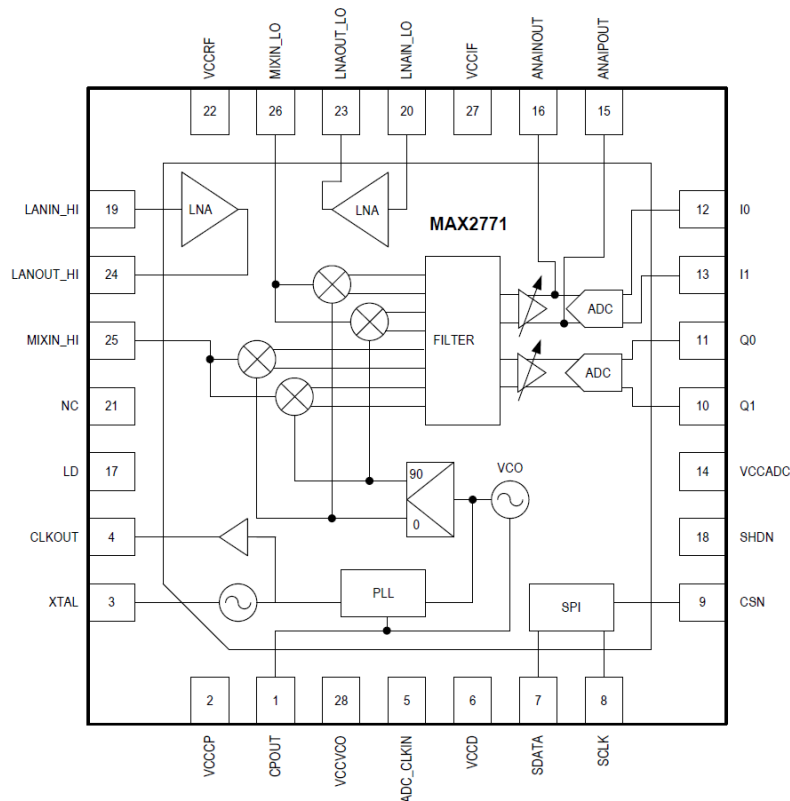 VCCRF
MIXIN_LO
LNAOUT_LO
LNAIN_LO
VCCIF
ANAINOUT
ANAIPOUT
22
26
23
20
27
16
15
LANIN_HI
19
LNA
LNA
12
I0
MAX2771
LANOUT_HI
24
13
I1
ADC
MIXIN_HI
25
FILTER
11
Q0
ADC
NC
21
10
Q1
LD
17
90
VCO
14
VCCADC
0
CLKOUT
4
18
SHDN
XTAL
3
PLL
SPI
9
CSN
2
1
28
5
6
7
8
VCCCP
CPOUT
VCCVCO
ADC_CLKIN
VCCD
SDATA
SCLK